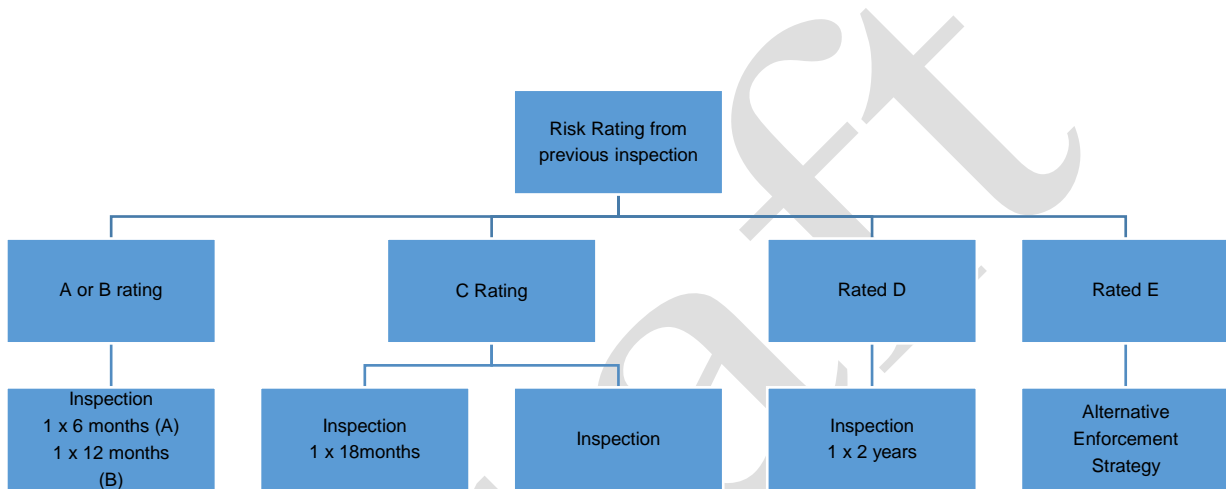 Risk Rating from
previous inspection
A or B rating
C Rating
Rated D
Rated E
Inspection
1 x 6 months (A)
1 x 12 months
(B)
Inspection
1 x 18months
Inspection
Inspection
1 x 2 years
Alternative
Enforcement
Strategy